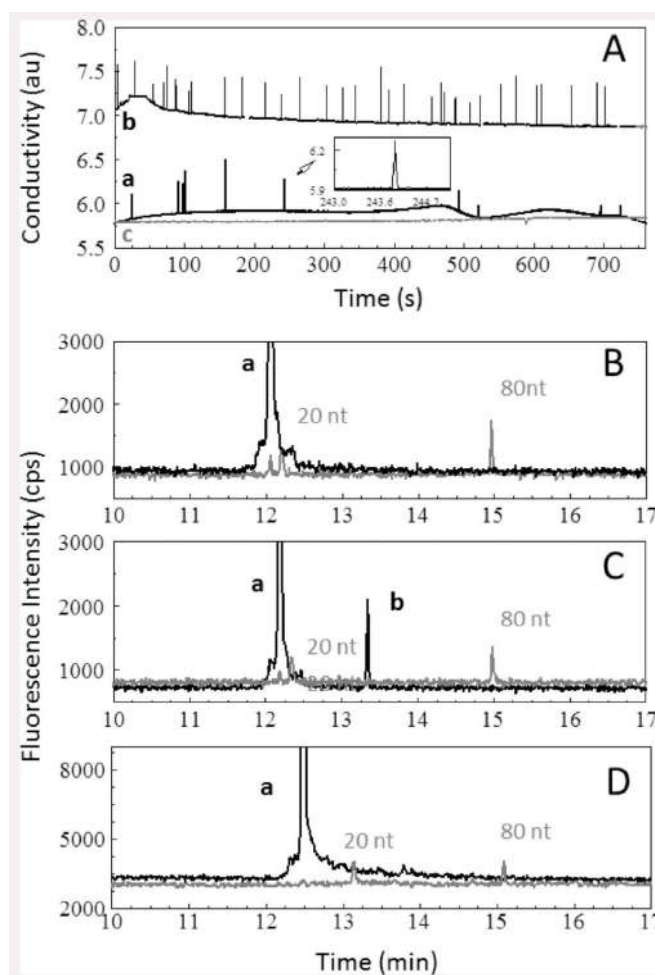 8.0
A
7.5
7.0
b
6.5
6.2
a
6.0
5.9
243.0 243.6 244.2
c
5.5
0 100 200 300 400 500 600 700
Conductivity (au)
Time (s)
3000
B
a
20 nt
80nt
2000
1000
10 11 12 13 14 15 16 17
3000
C
a
b
20 nt
80 nt
2000
1000
10 11 12 13 14 15 16 17
8000
D
a
20 nt
80 nt
5000
2000
10 11 12 13 14 15 16 17
Fluorescence Intensity (cps)
Time (min)